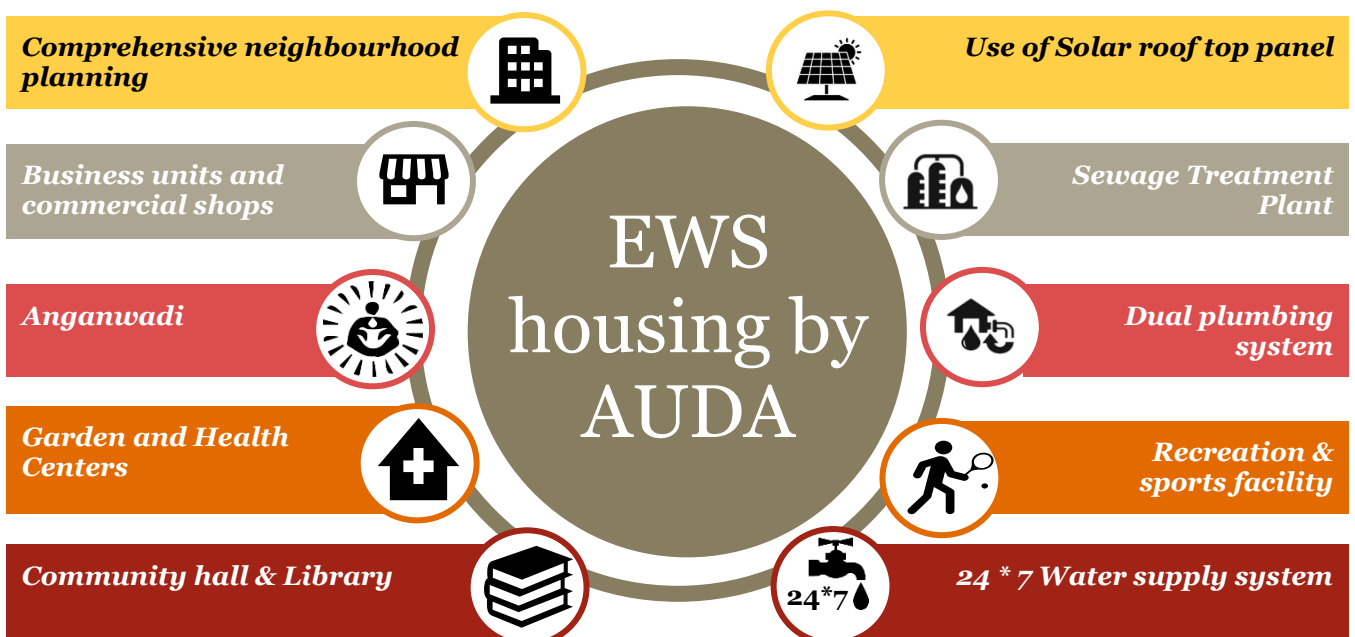 Comprehensive neighbourhood
planning
Use of Solar roof top panel
Business units and
commercial shops
Sewage Treatment
Plant
EWS
housing by
AUDA
Anganwadi
Dual plumbing
system
Garden and Health
Centers
Recreation &
sports facility
Community hall & Library
24*7
24 * 7 Water supply system